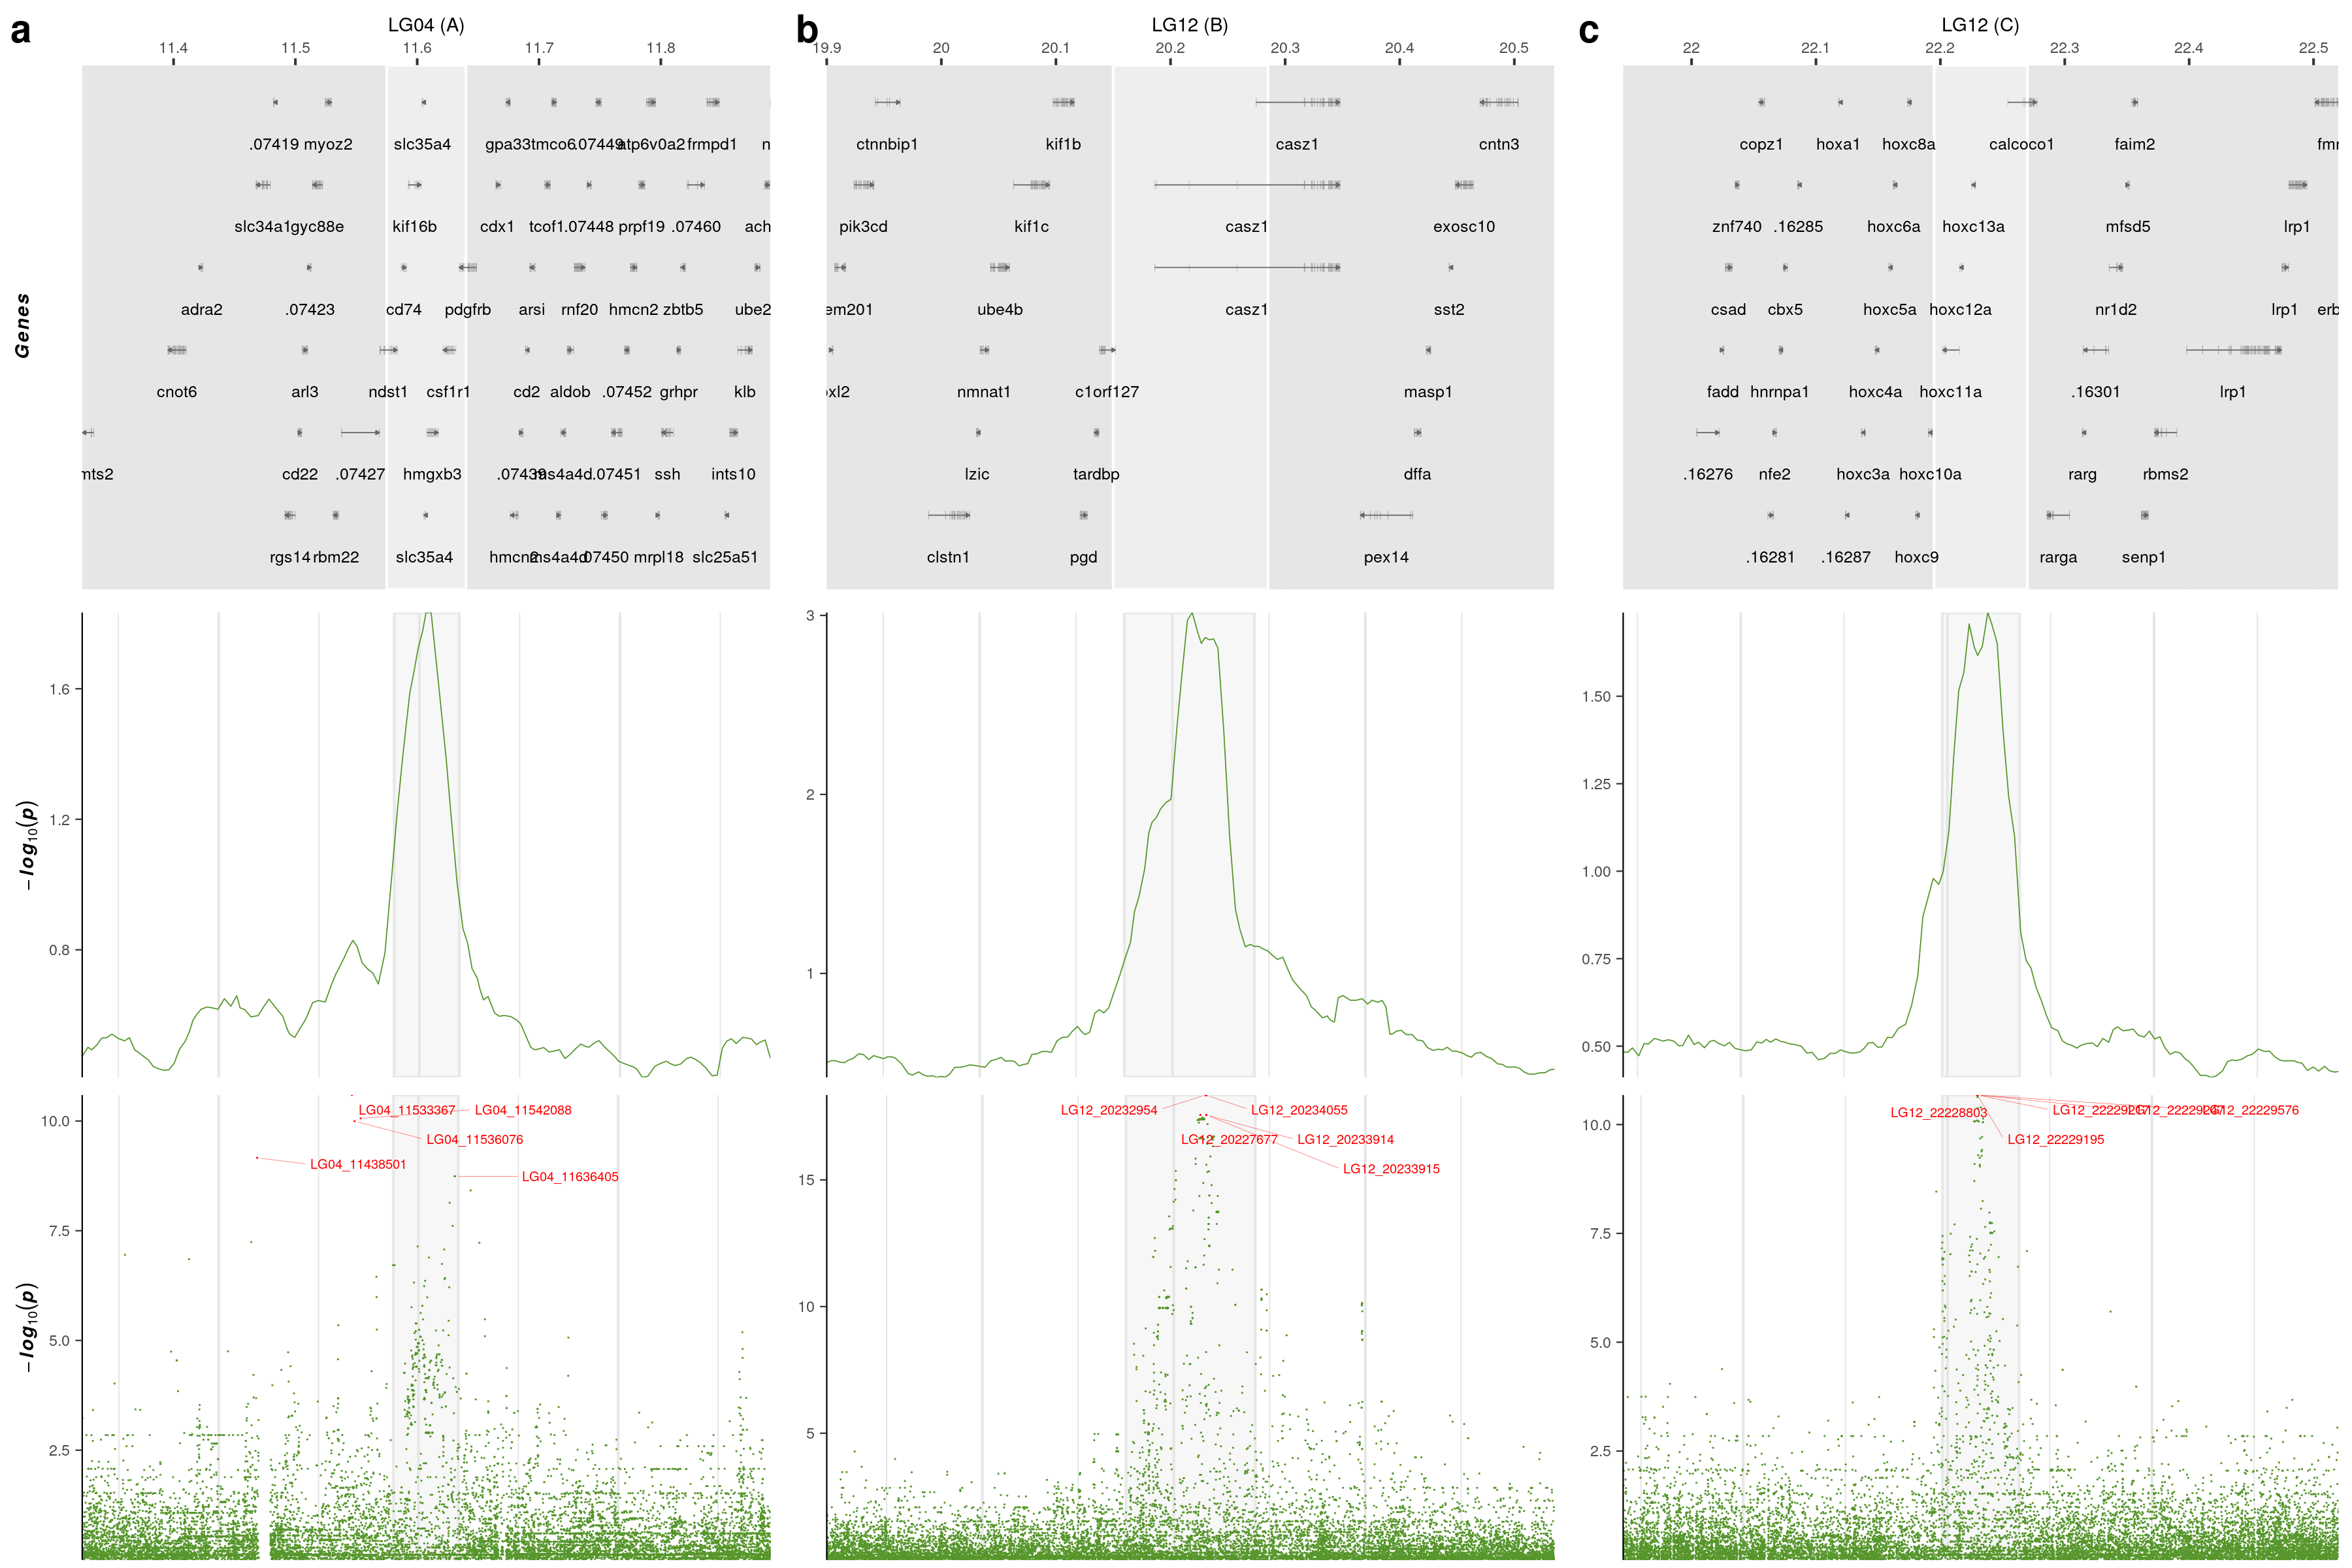 a
LG04 (A)
11.4 11.5 11.6 11.7 11.8
.07419 myoz2 slc35a4 gpa33 tmco6 .07449 atp6v0a2 frmpd1 n
slc34a1 gyc88e kif16b cdx1 tcof1 .07448 prpf19 .07460 ach
adra2 .07423 cd74 pdgfrb arsi rnf20 hmcn2 zbtb5 ube2
cnot6 arl3 ndst1 csf1r1 cd2 aldob .07452 grhpr klb
nts2 cd22 .07427 hmgxb3 .07439 ms4a4d .07451 ssh ints10
rgs14 rbm22 slc35a4 hmcn2 ms4a4d .07450 mrpl18 slc25a51
Genes
1.6
1.2
0.8
−log10(p)
10.0
7.5
5.0
2.5
−log10(p)
LG04_11533367 LG04_11542088
LG04_11536076
LG04_11438501
LG04_11636405
b
LG12 (B)
19.9 20 20.1 20.2 20.3 20.4 20.5
ctnnbip1 kif1b casz1 cntn3
pik3cd kif1c casz1 exosc10
em201 ube4b casz1 sst2
oxl2 nmnat1 c1orf127 masp1
lzic tardbp dffa
clstn1 pgd pex14
3
2
1
15
10
5
LG12_20232954 LG12_20234055
LG12_20227677 LG12_20233914
LG12_20233915
c
LG12 (C)
22 22.1 22.2 22.3 22.4 22.5
copz1 hoxa1 hoxc8a calcoco1 faim2 fmn
znf740 .16285 hoxc6a hoxc13a mfsd5 lrp1
csad cbx5 hoxc5a hoxc12a nr1d2 lrp1 erb
fadd hnrnpa1 hoxc4a hoxc11a .16301 lrp1
.16276 nfe2 hoxc3a hoxc10a rarg rbms2
.16281 .16287 hoxc9 rarga senp1
1.50
1.25
1.00
0.75
0.50
10.0
7.5
5.0
2.5
LG12_22228803 LG12_22229576
LG12_22229195